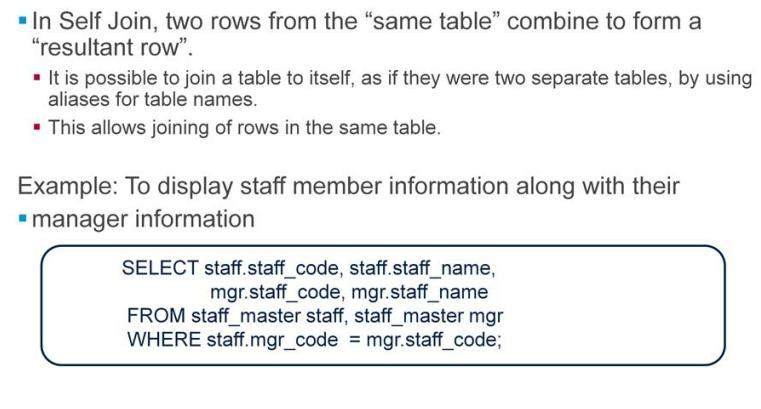 In Self Join, two rows from the “same table” combine to form a
“resultant row”.
It is possible to join a table to itself, as if they were two separate tables, by using
aliases for table names.
This allows joining of rows in the same table.
Example: To display staff member information along with their
manager information
SELECT staff.staff_code, staff.staff_name,
mgr.staff_code, mgr.staff_name
FROM staff_master staff, staff_master mgr
WHERE staff.mgr_code = mgr.staff_code;